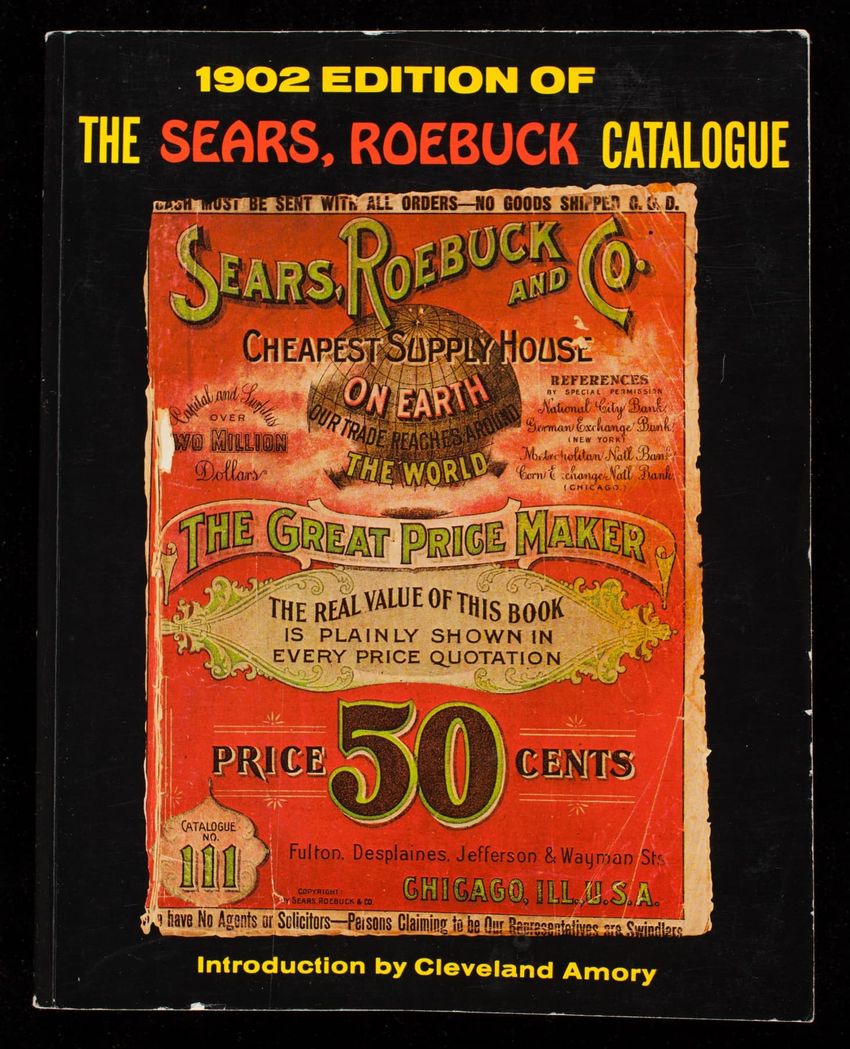 1902 EDITION OF
THE SEARS, ROEBUCK CATALOGUE
CASH MUST BE SENT WITH ALL ORDERS—NO GOODS SHIPPED C. O. D.
SEARS, ROEBUCK AND CO.
CHEAPEST SUPPLY HOUSE
ON EARTH
OUR TRADE REACHES AROUND
THE WORLD
Capital and Surplus
OVER
TWO MILLION
Dollars
REFERENCES
BY SPECIAL PERMISSION
National City Bank,
German Exchange Bank
(NEW YORK)
Metropolitan Natl Bank
Corn Exchange Natl Bank
(CHICAGO.)
THE GREAT PRICE MAKER
THE REAL VALUE OF THIS BOOK
IS PLAINLY SHOWN IN
EVERY PRICE QUOTATION
PRICE 50 CENTS
CATALOGUE
NO.
111
Fulton, Desplaines, Jefferson & Wayman Sts.
COPYRIGHT
BY SEARS, ROEBUCK & CO.
CHICAGO, ILL., U.S.A.
have No Agents or Solicitors—Persons Claiming to be Our Representatives are Swindlers
Introduction by Cleveland Amory